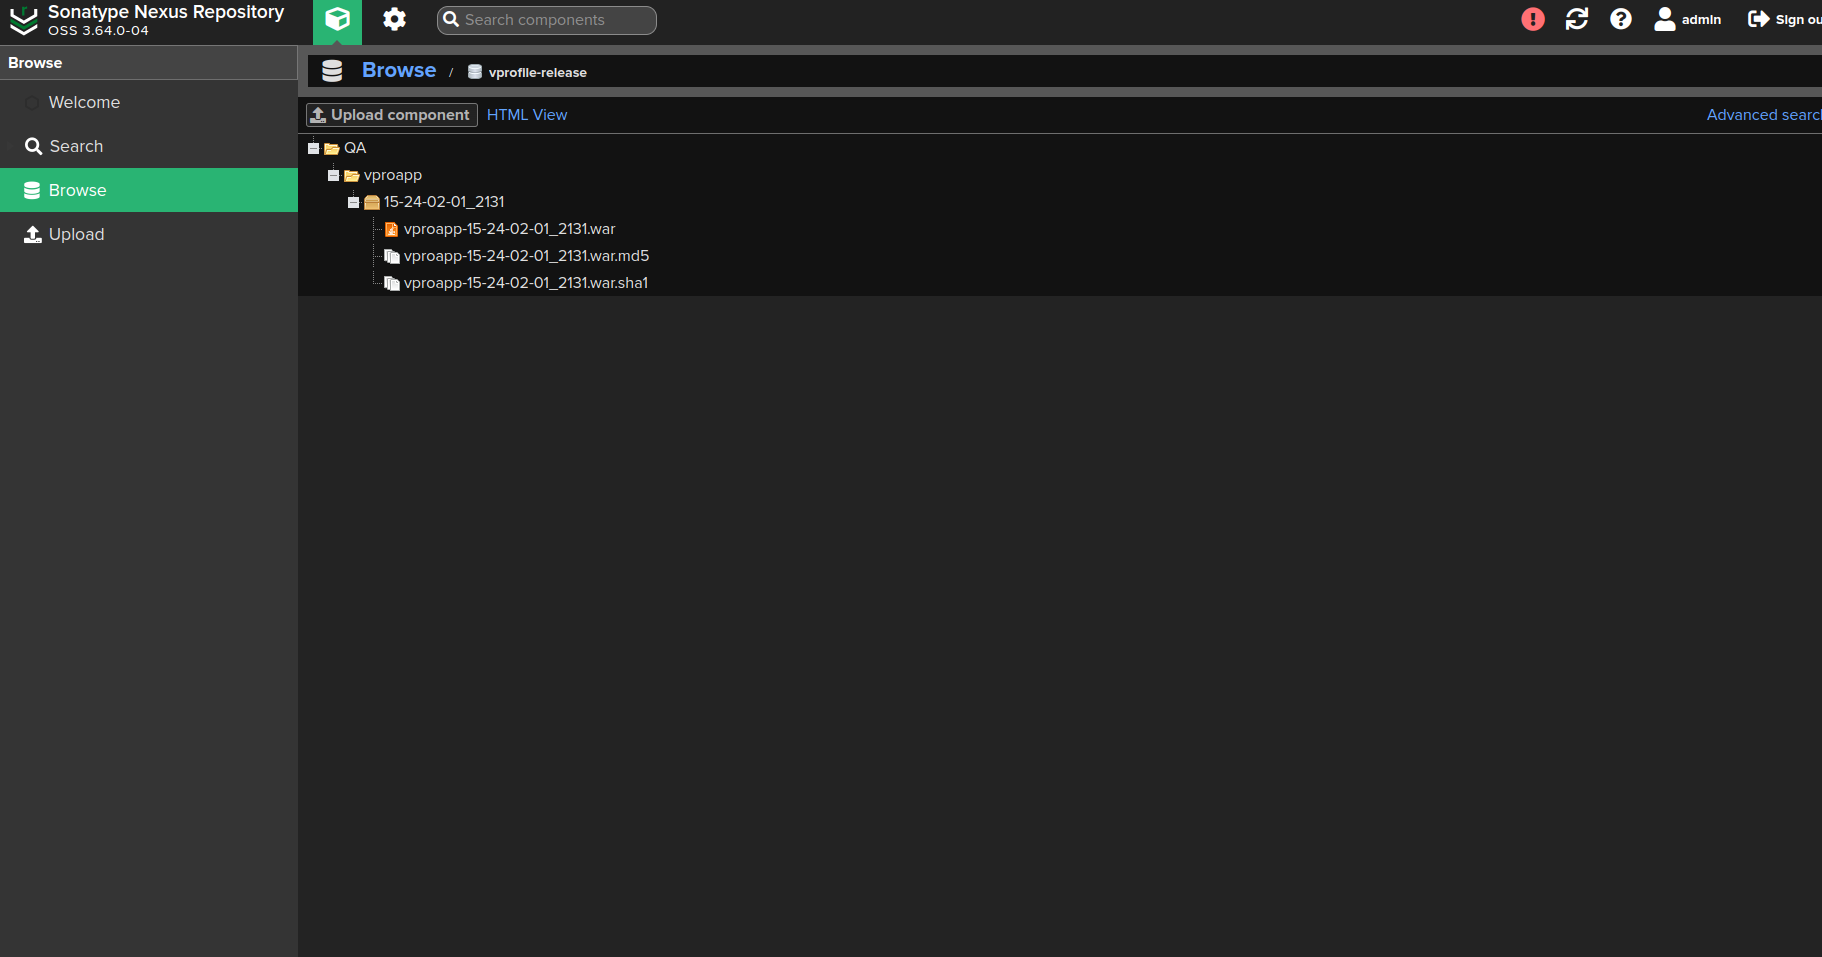 Sonatype Nexus Repository
OSS 3.64.0-04
Search components
admin
Sign ou
Browse
Welcome
Search
Browse
Upload
Browse / vprofile-release
Upload component
HTML View
Advanced search
QA
vproapp
15-24-02-01_2131
vproapp-15-24-02-01_2131.war
vproapp-15-24-02-01_2131.war.md5
vproapp-15-24-02-01_2131.war.sha1